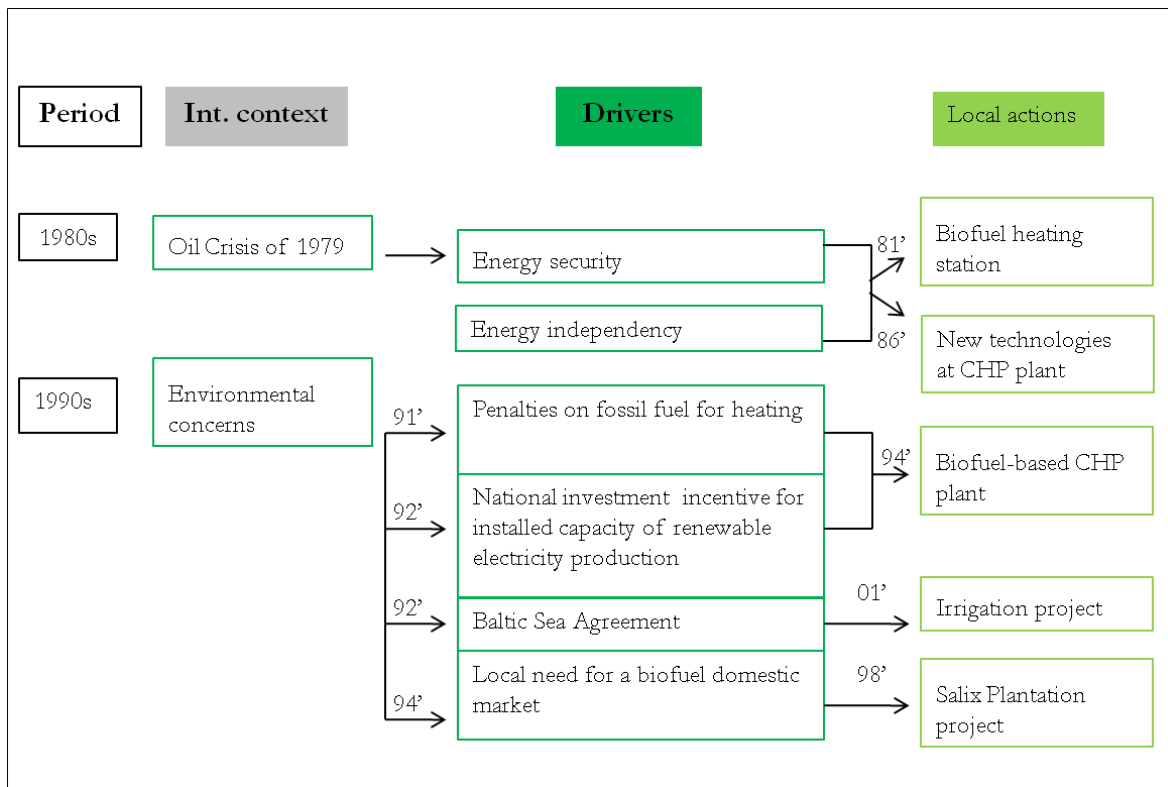 Period
Int. context
Drivers
Local actions
1980s
Oil Crisis of 1979
Energy security
Energy independency
81’
86’
Biofuel heating
station
New technologies
at CHP plant
1990s
Environmental
concerns
91’
92’
92’
94’
Penalties on fossil fuel for heating
National investment incentive for
installed capacity of renewable
electricity production
Baltic Sea Agreement
Local need for a biofuel domestic
market
94’
01’
98’
Biofuel-based CHP
plant
Irrigation project
Salix Plantation
project